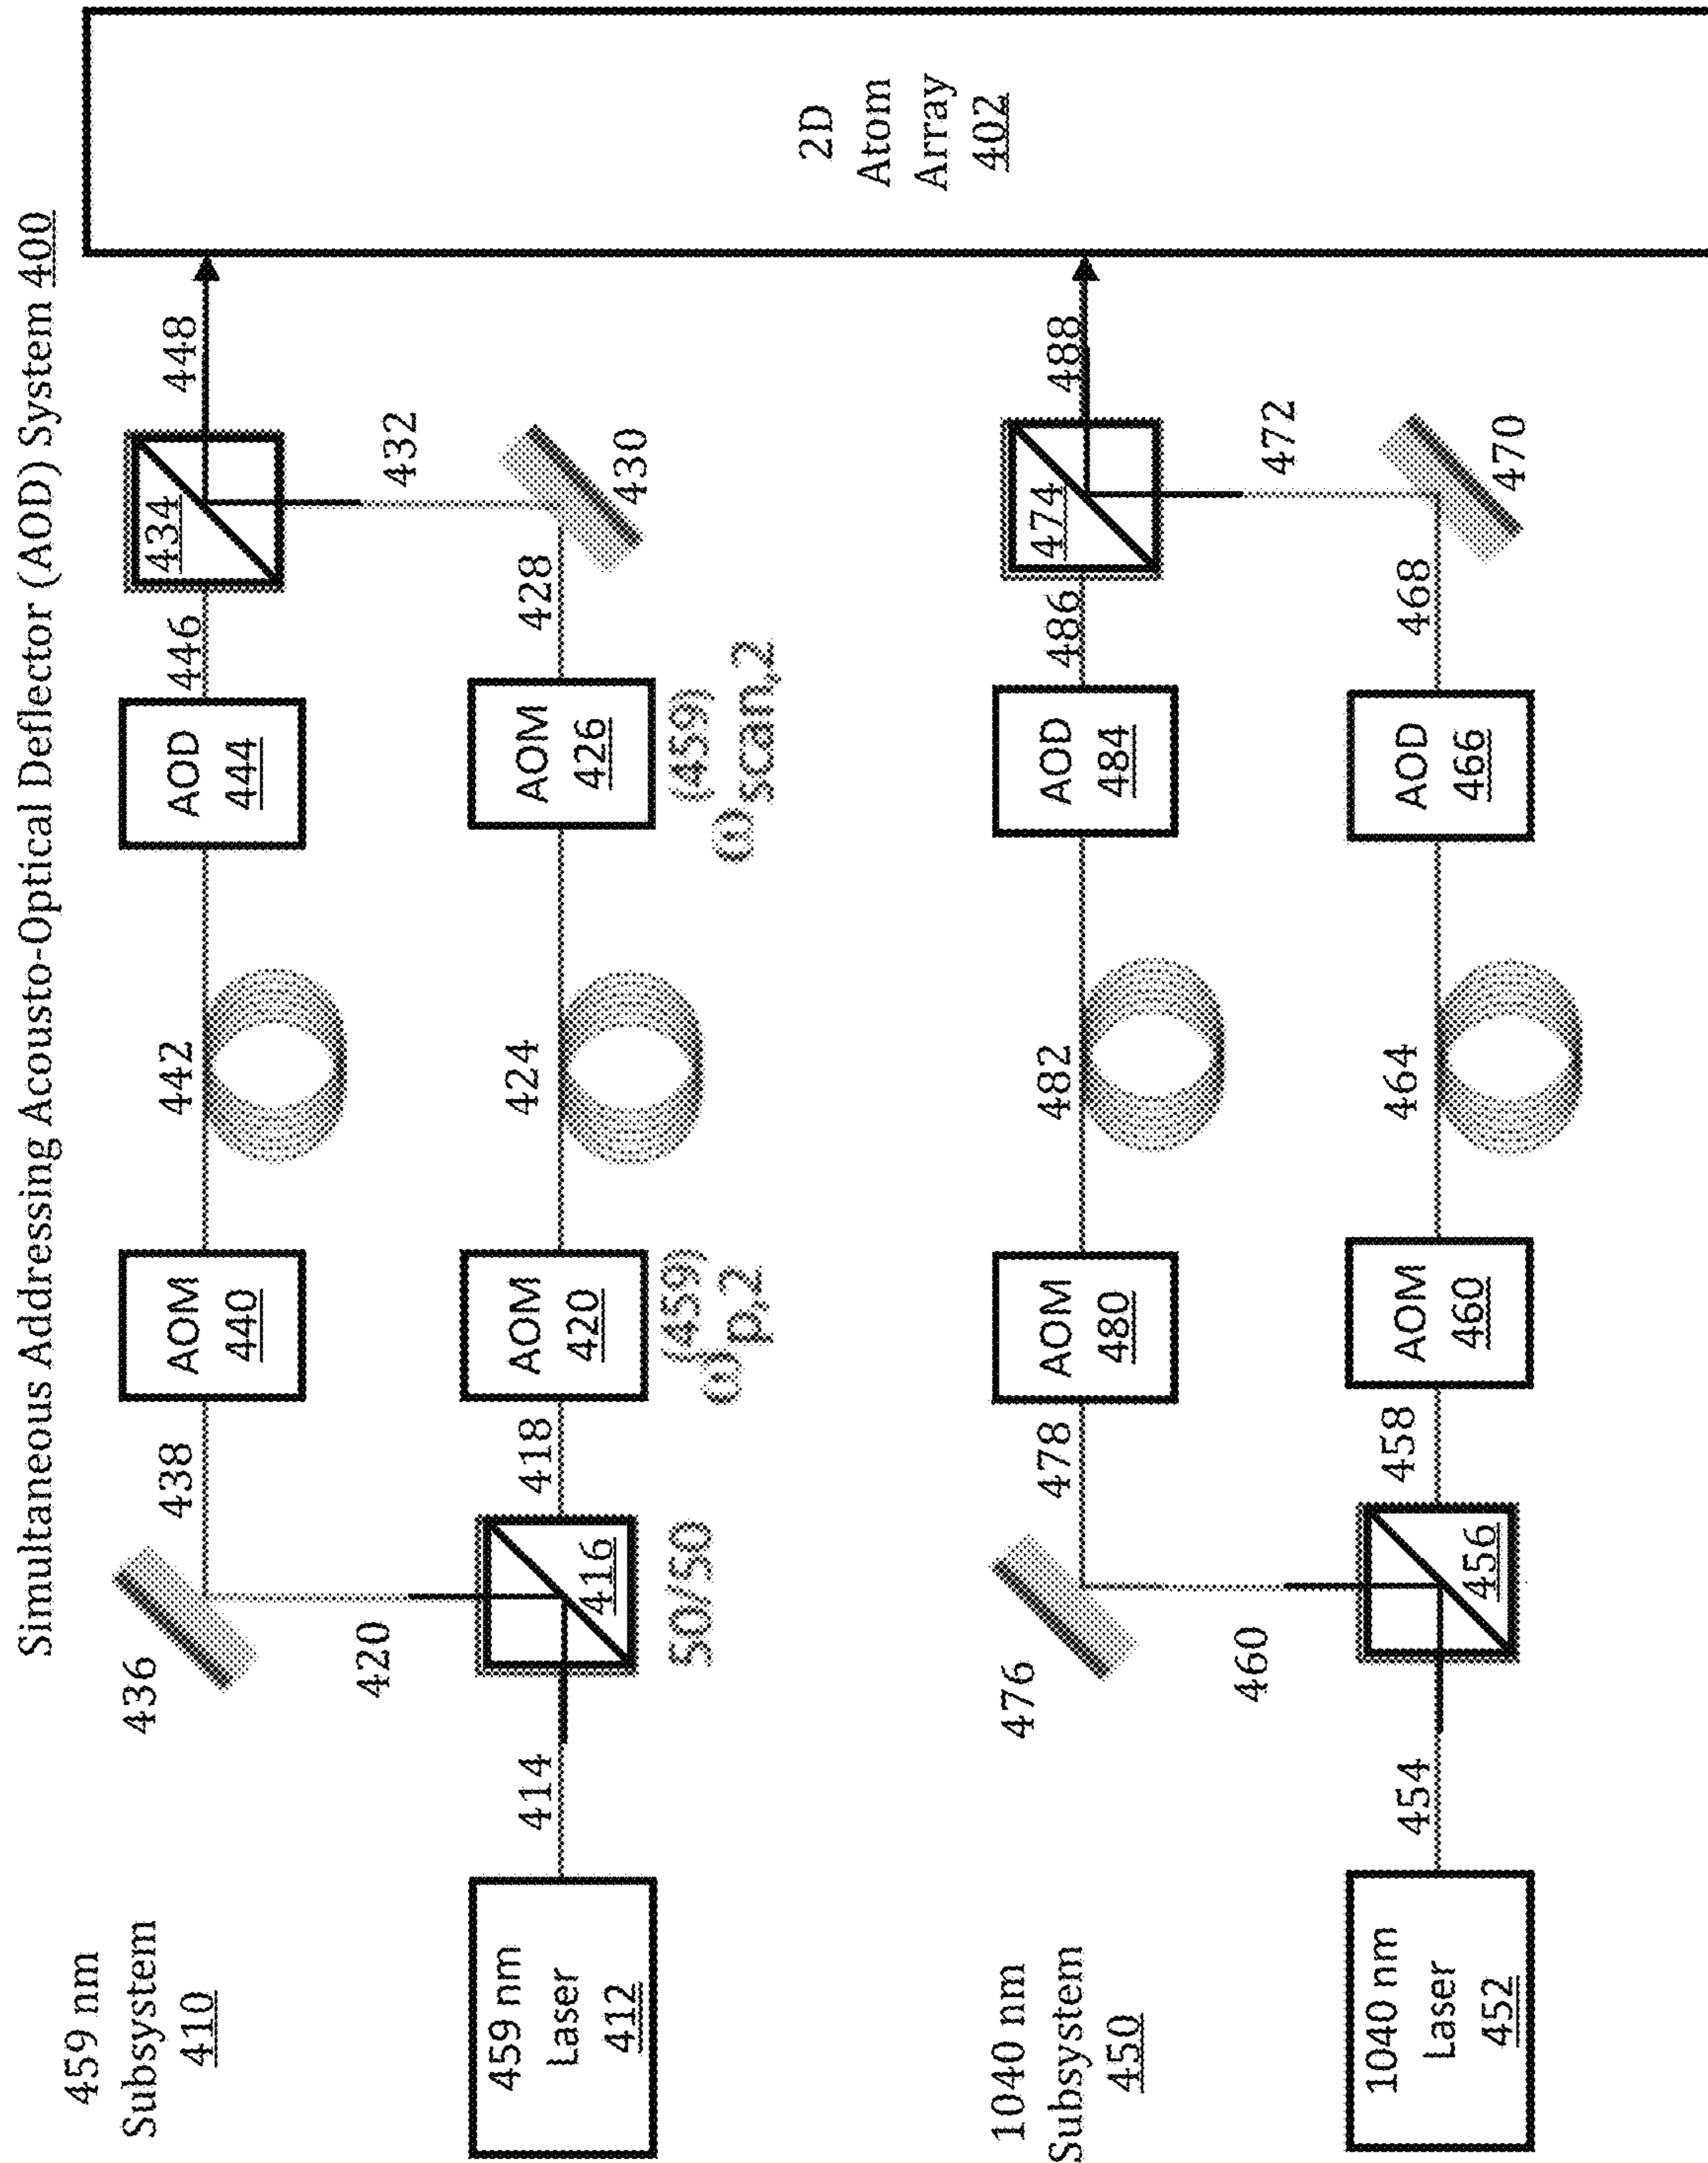 Simultaneous Addressing Acousto-Optical Deflector (AOD) System 400
459 nm
Subsystem
410
436
438
AOM
440
442
AOD
444
446
434
448
420
432
459 nm
Laser
412
414
416
50/50
418
AOM
420
ω(459)
p,2
424
AOM
426
ω(459)
scan,2
428
430
2D
Atom
Array
402
1040 nm
Subsystem
450
476
478
AOM
480
482
AOD
484
486
474
488
460
472
1040 nm
Laser
452
454
456
458
AOM
460
464
AOD
466
468
470